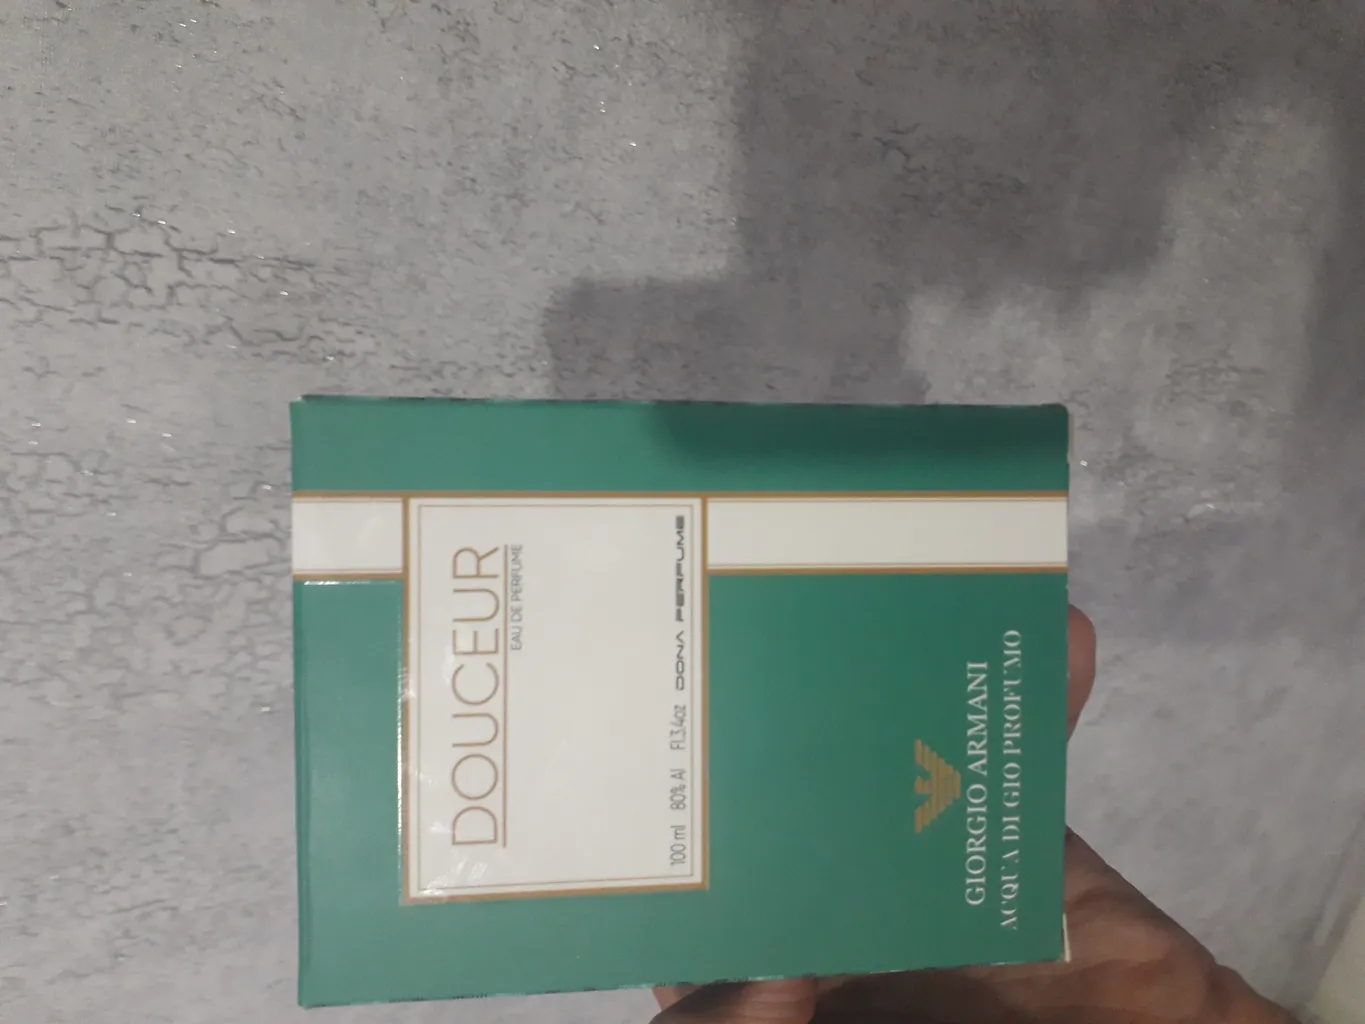 DOUCEUR
EAU DE PERFUME
100 ml 80% Al Fl.3.4oz DONA PERFUME
GIORGIO ARMANI
ACQUA DI GIO PROFUMO